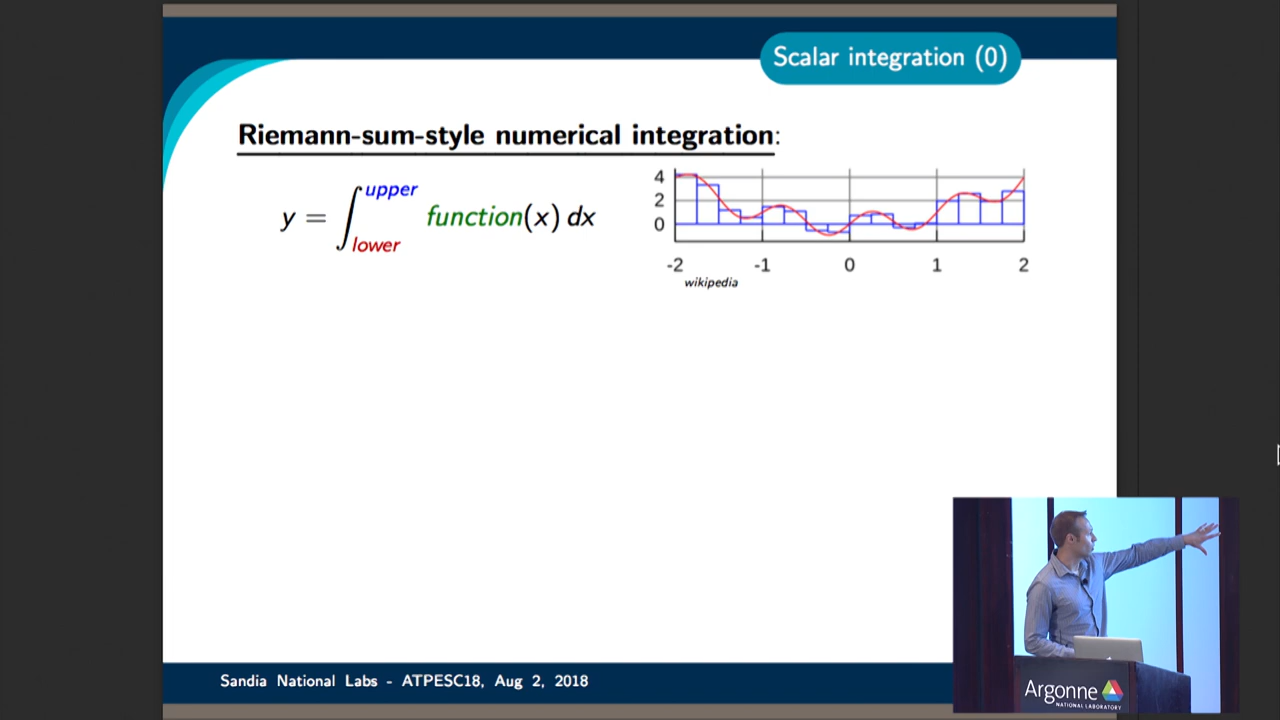 Scalar integration (0)
Riemann-sum-style numerical integration:
y = ∫ upper lower function(x) dx
4
2
0
-2 -1 0 1 2
wikipedia
Sandia National Labs - ATPESC18, Aug 2, 2018
Argonne
NATIONAL LABORATORY